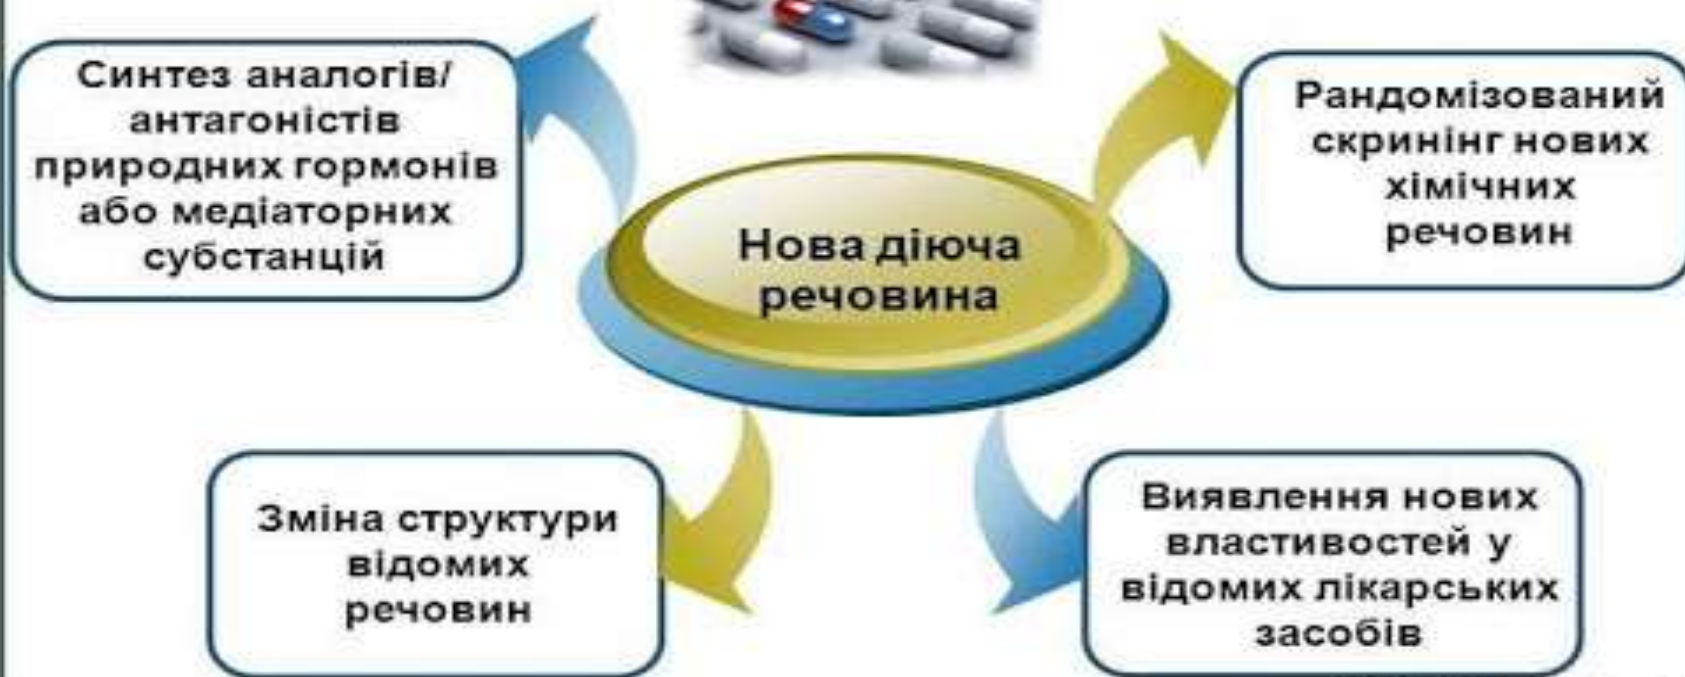 Синтез аналогів/
антагоністів
природних гормонів
або медіаторних
субстанцій
Рандомізований
скринінг нових
хімічних
речовин
Нова діюча
речовина
Зміна структури
відомих
речовин
Виявлення нових
властивостей у
відомих лікарських
засобів